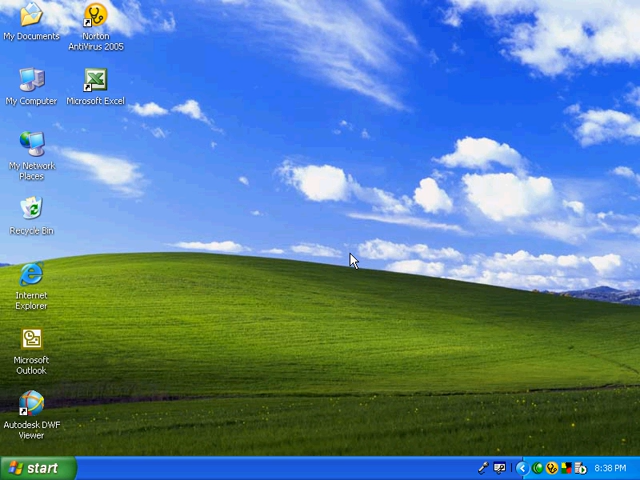 My Documents
Norton
AntiVirus 2005
My Computer
Microsoft Excel
My Network
Places
Recycle Bin
Internet
Explorer
Microsoft
Outlook
Autodesk DWF
Viewer
start
8:38 PM